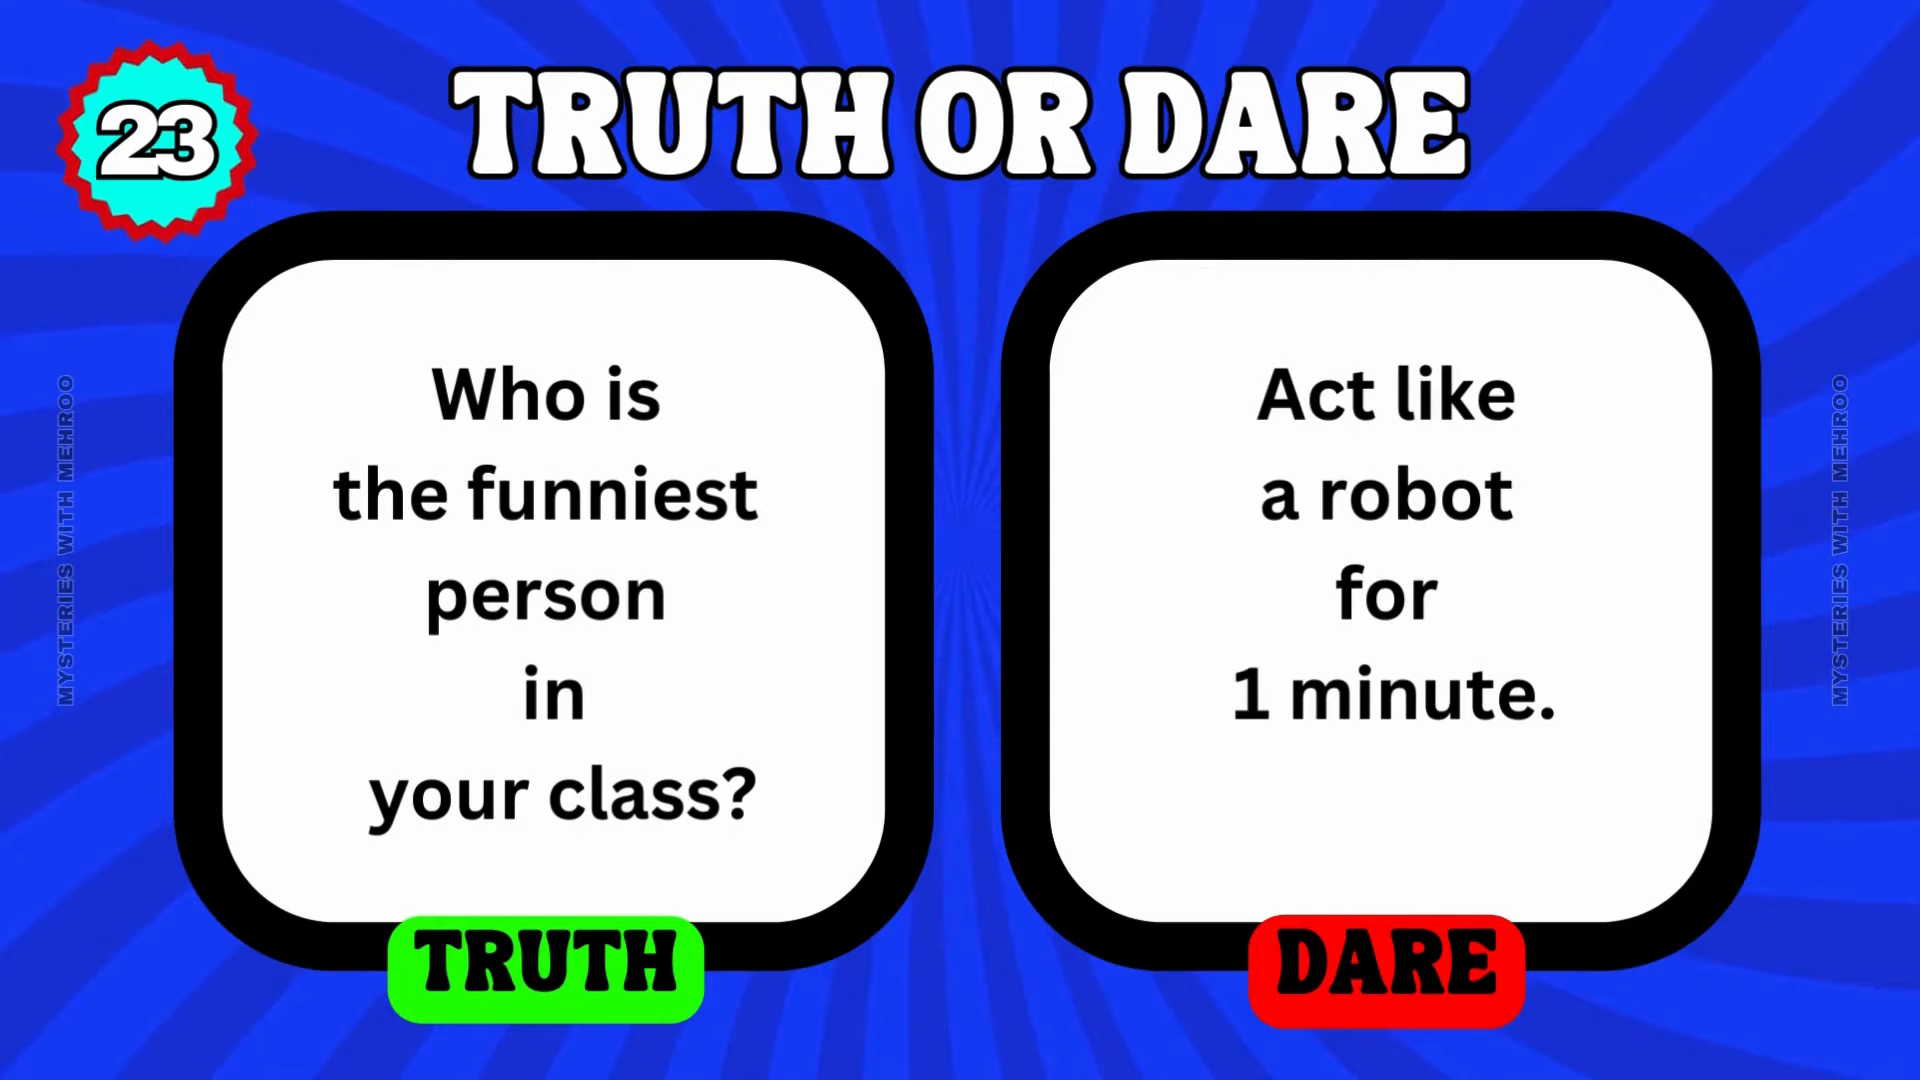 23
TRUTH OR DARE
Who is
the funniest
person
in
your class?
TRUTH
Act like
a robot
for
1 minute.
DARE
MYSTERIES WITH MEHROO
MYSTERIES WITH MEHROO